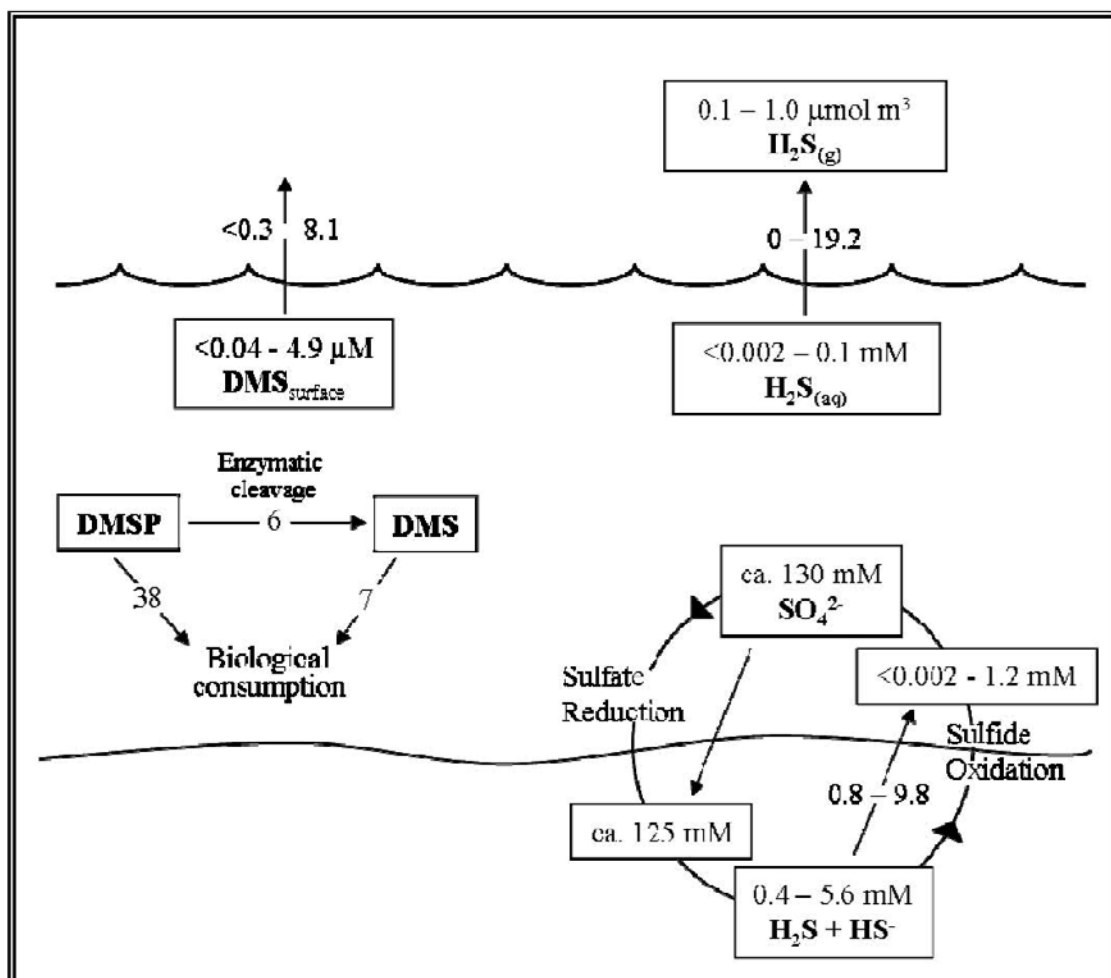 0.1 – 1.0 μmol m³
H₂S₍g₎
<0.3 8.1
0 – 19.2
<0.04 - 4.9 μM
DMSsurface
<0.002 – 0.1 mM
H₂S(aq)
Enzymatic
cleavage
DMSP
6
DMS
38
7
Biological
consumption
ca. 130 mM
SO₄²⁻
Sulfate
Reduction
<0.002 - 1.2 mM
Sulfide
Oxidation
0.8 – 9.8
ca. 125 mM
0.4 – 5.6 mM
H₂S + HS⁻